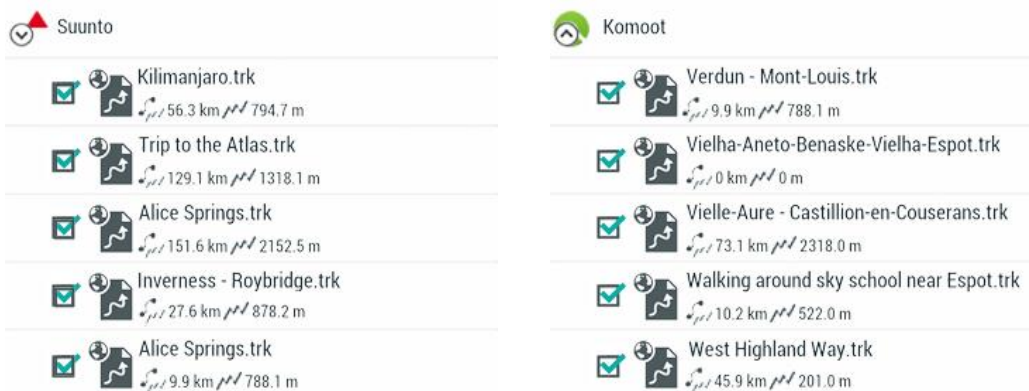 Suunto
Kilimanjaro.trk
56.3 km 794.7 m
Trip to the Atlas.trk
129.1 km 1318.1 m
Alice Springs.trk
151.6 km 2152.5 m
Inverness - Roybridge.trk
27.6 km 878.2 m
Alice Springs.trk
9.9 km 788.1 m
Komoot
Verdun - Mont-Louis.trk
9.9 km 788.1 m
Vielha-Aneto-Benaske-Vielha-Espot.trk
0 km 0 m
Vielle-Aure - Castillion-en-Couserans.trk
73.1 km 2318.0 m
Walking around sky school near Espot.trk
10.2 km 522.0 m
West Highland Way.trk
45.9 km 201.0 m